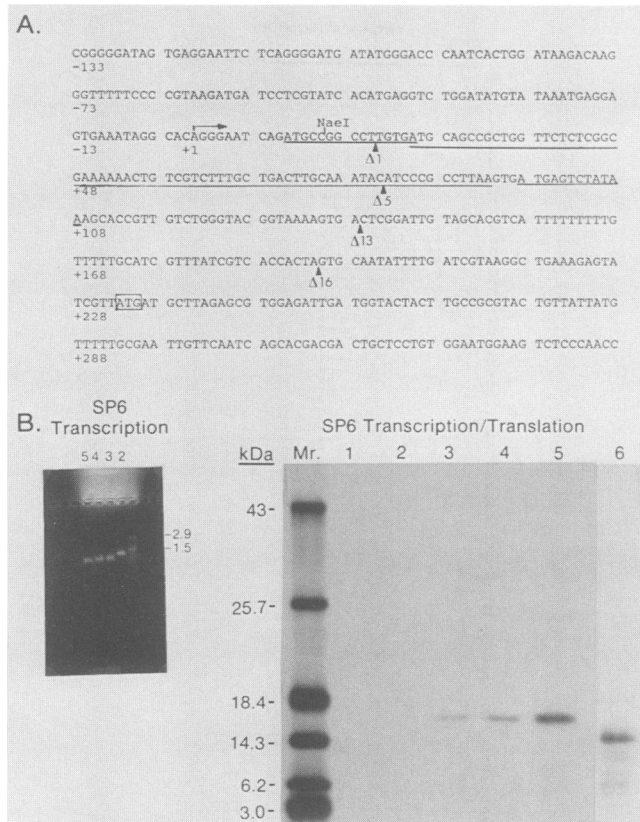 A.
CGGGGGATAG TGAGGAATTC TCAGGGGATG ATATGGGACC CAATCACTGG ATAAGACAAG
-133
GGTTTTTCCC CGTAAGATGA TCCTCGTATC ACATGAGGTC TGGATATGTA TAAATGAGGA
-73
NaeI
GTGAAATAGG CACAGGGAAT CAGATGCCGG CCTTGTGATG CAGCCGCTGG TTCTCTCGGC
-13 +1 Δ1
GAAAAAACTG TCGTCTTTGC TGACTTGCAA ATACATCCCG CCTTAAGTGA TGAGTCTATA
+48 Δ5
AAGCACCGTT GTCTGGGTAC GGTAAAAGTG ACTCGGATTG TAGCACGTCA TTTTTTTTTG
+108 Δ13
TTTTTGCATC GTTTATCGTC ACCACTAGTG CAATATTTTG ATCGTAAGGC TGAAAGAGTA
+168 Δ16
TCGTTATGAT GCTTAGAGCG TGGAGATTGA TGGTACTACT TGCCGCGTAC TGTTATTATG
+228
TTTTTGCGAA TTGTTCAATC AGCACGACGA CTGCTCCTGT GGAATGGAAG TCTCCCAACC
+288
B.
SP6
Transcription
5 4 3 2
-2.9
-1.5
SP6 Transcription/Translation
kDa Mr. 1 2 3 4 5 6
43-
25.7-
18.4-
14.3-
6.2-
3.0-